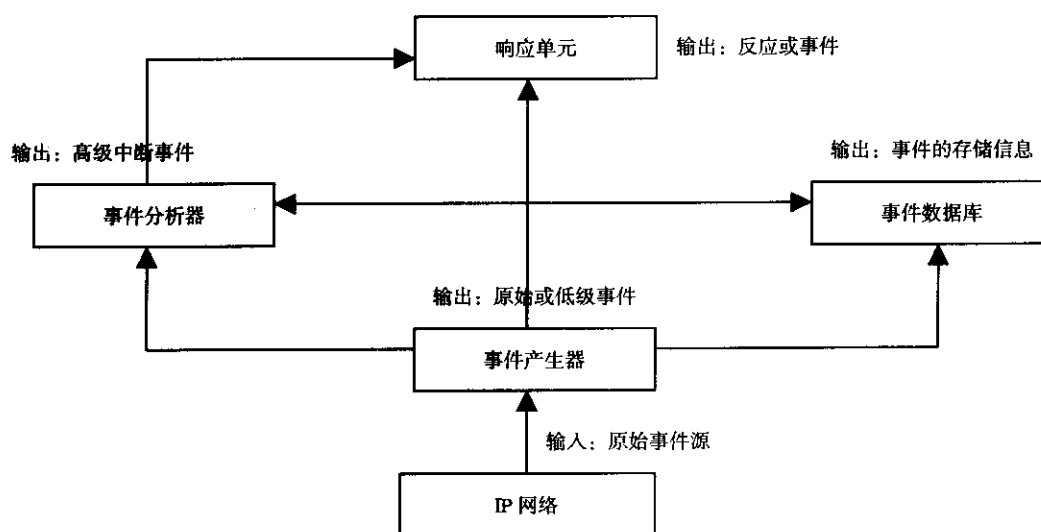 响应单元
输出：反应或事件
输出：高级中断事件
输出：事件的存储信息
事件分析器
事件数据库
输出：原始或低级事件
事件产生器
输入：原始事件源
IP 网络